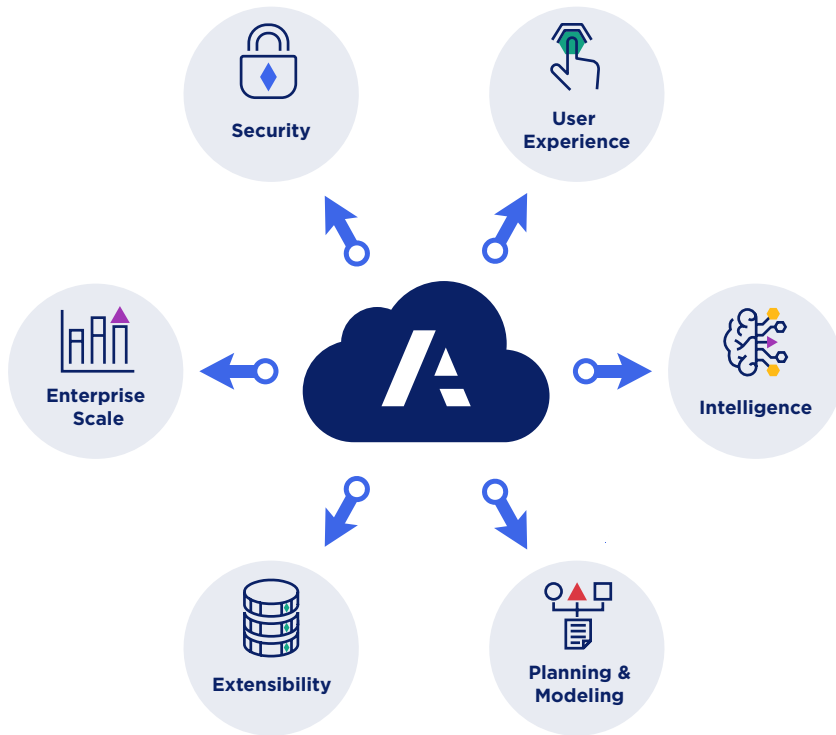 Security
User
Experience
Enterprise
Scale
Intelligence
Extensibility
Planning &
Modeling